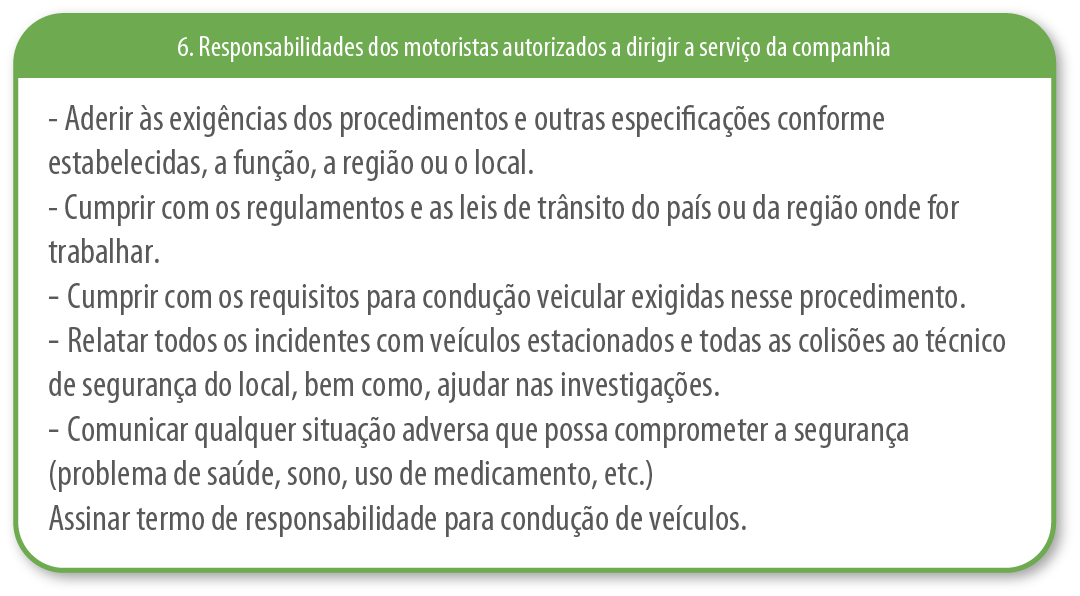 6. Responsabilidades dos motoristas autorizados a dirigir a serviço da companhia
- Aderir às exigências dos procedimentos e outras especificações conforme
estabelecidas, a função, a região ou o local.
- Cumprir com os regulamentos e as leis de trânsito do país ou da região onde for
trabalhar.
- Cumprir com os requisitos para condução veicular exigidas nesse procedimento.
- Relatar todos os incidentes com veículos estacionados e todas as colisões ao técnico
de segurança do local, bem como, ajudar nas investigações.
- Comunicar qualquer situação adversa que possa comprometer a segurança
(problema de saúde, sono, uso de medicamento, etc.)
Assinar termo de responsabilidade para condução de veículos.